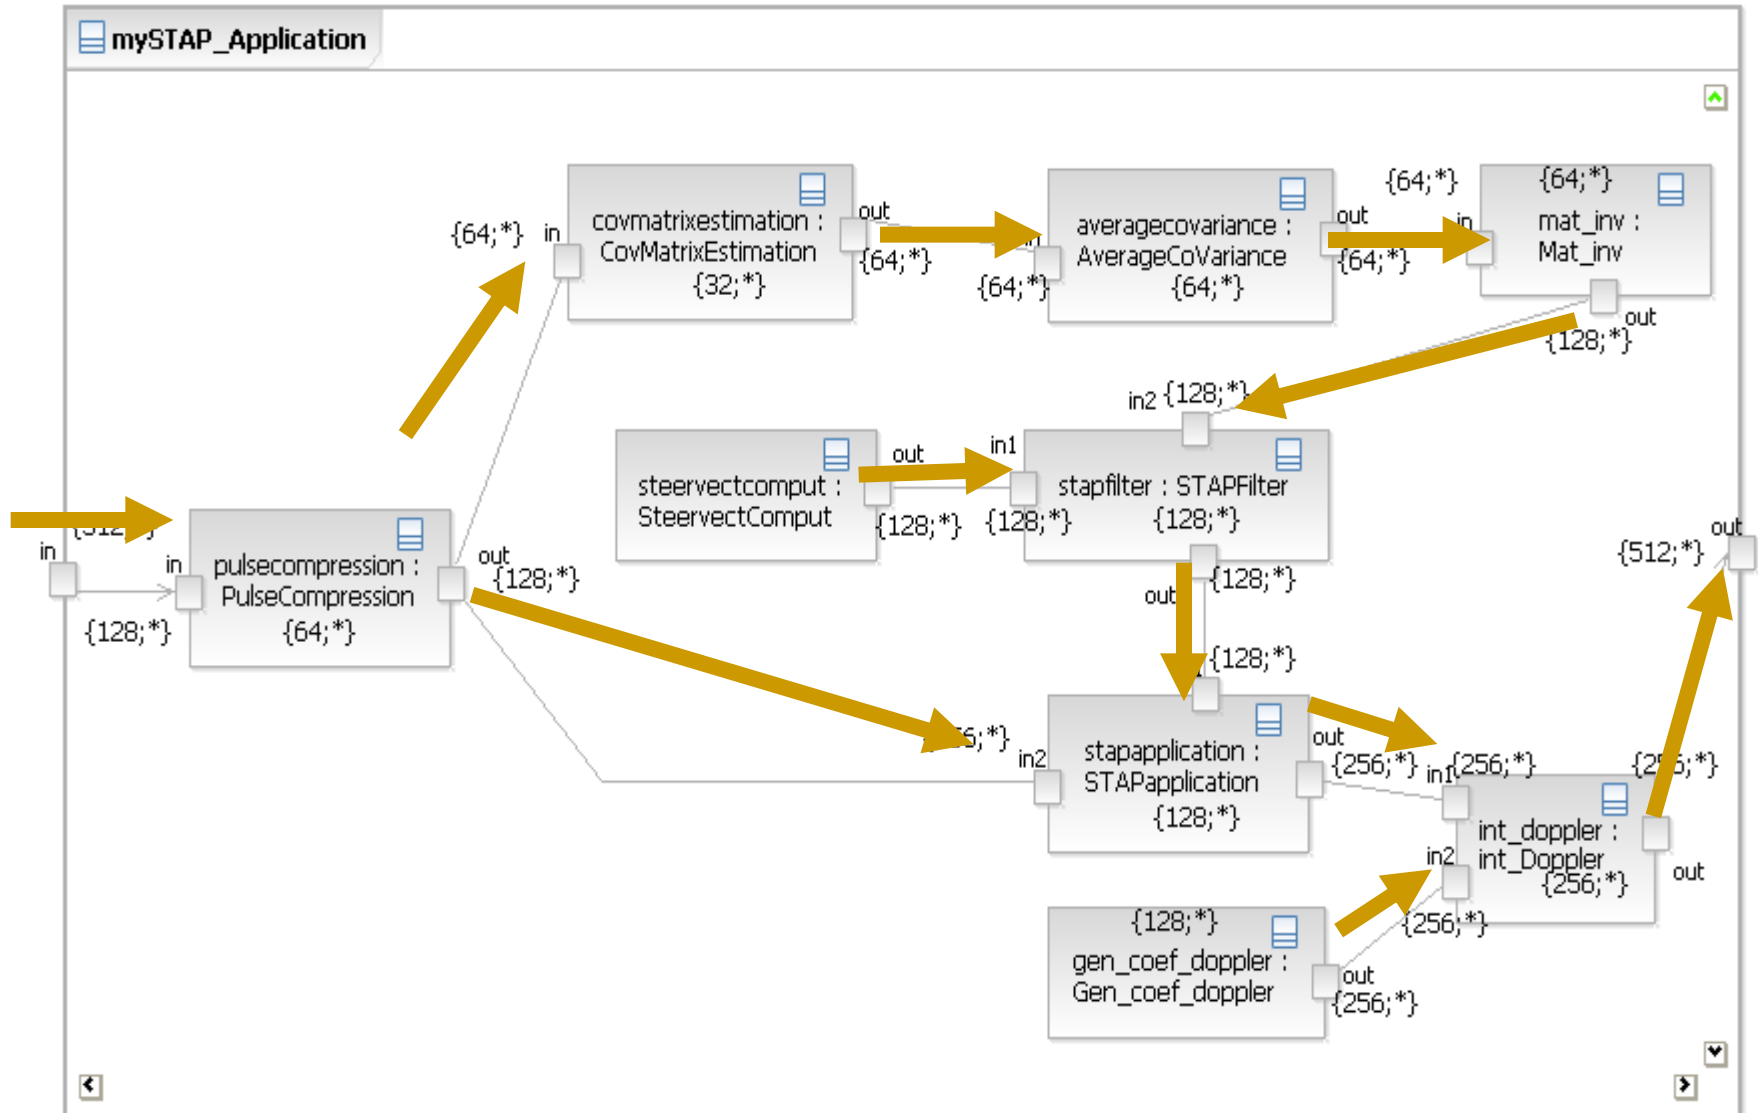 mySTAP_Application
{64;*}
in
covmatrixestimation :
CovMatrixEstimation
{32;*}
out
{64;*}
{64;*}
averagecovariance :
AverageCoVariance
{64;*}
out
{64;*}
{64;*}
in
{64;*}
mat_inv :
Mat_inv
out
{128;*}
in2
{128;*}
steervectcomput :
SteervectComput
out
{128;*}
in1
{128;*}
stapfilter : STAPFilter
{128;*}
out
{128;*}
in
in
{128;*}
pulsecompression :
PulseCompression
{64;*}
out
{128;*}
{128;*}
in2
stapapplication :
STAPapplication
{128;*}
out
{256;*}
{256;*}
in1
in2
{256;*}
int_doppler :
int_Doppler
{256;*}
out
{128;*}
gen_coef_doppler :
Gen_coef_doppler
out
{256;*}
out
{512;*}